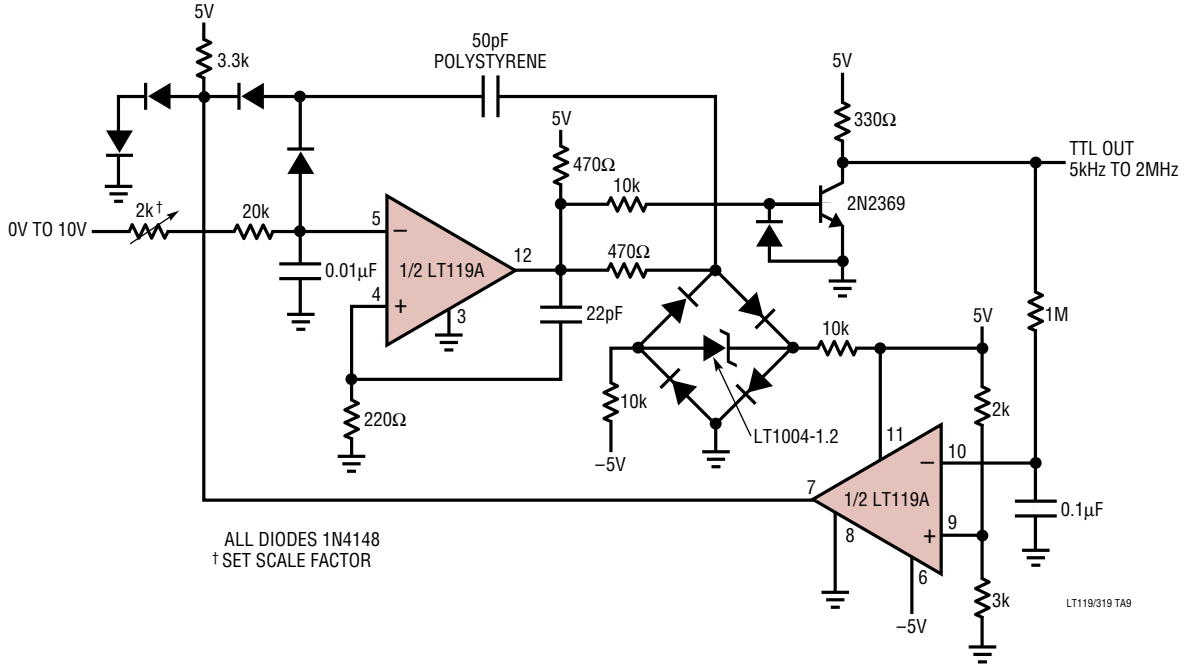 5V
3.3k
50pF
POLYSTYRENE
5V
330Ω
TTL OUT
5kHz TO 2MHz
5V
470Ω
10k
2N2369
0V TO 10V
2k†
20k
5
−
12
1/2 LT119A
470Ω
0.01µF
4
+
3
22pF
1M
10k
5V
220Ω
10k
−5V
LT1004-1.2
2k
11
10
−
7
1/2 LT119A
0.1µF
9
+
8
6
−5V
3k
ALL DIODES 1N4148
† SET SCALE FACTOR
LT119/319 TA9